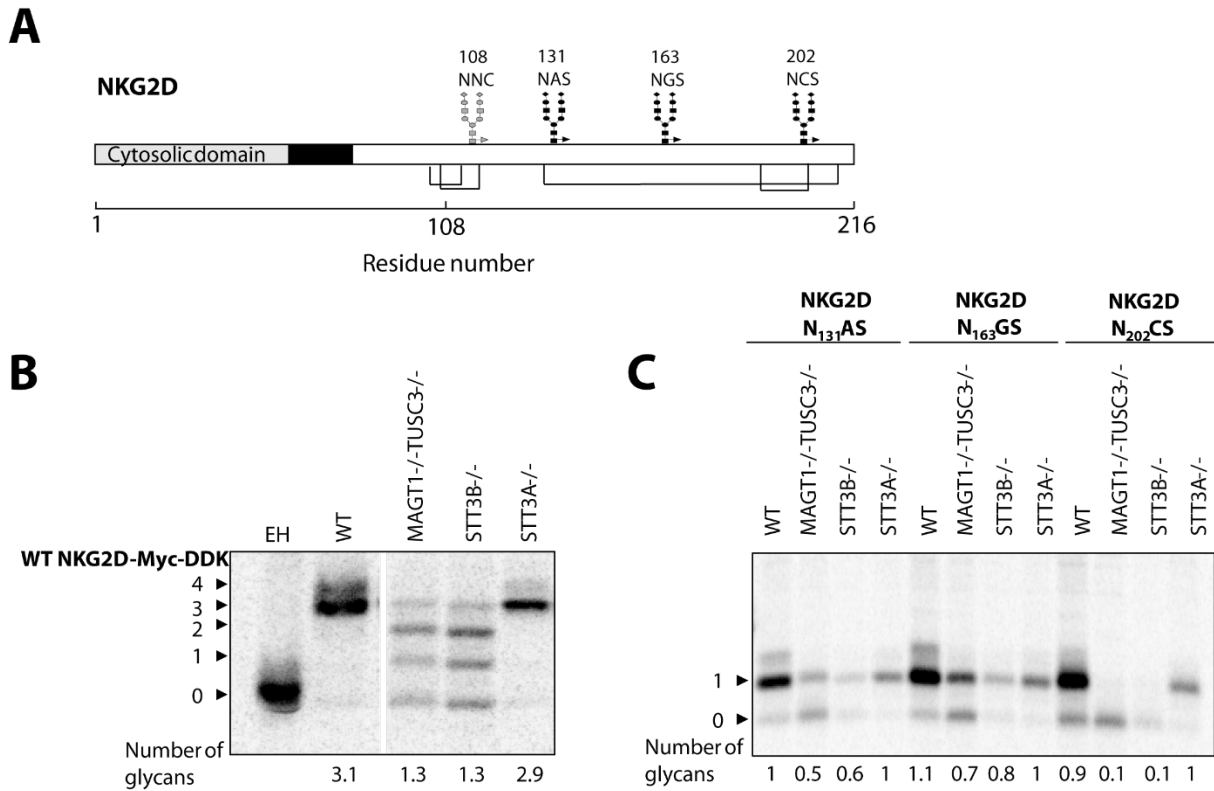 A
NKG2D
108
NNC
131
NAS
163
NGS
202
NCS
Cytosolic domain
1
108
216
Residue number
B
EH
WT
MAGT1-/-TUSC3-/-
STT3B-/-
STT3A-/-
WT NKG2D-Myc-DDK
4
3
2
1
0
Number of
glycans
3.1
1.3
1.3
2.9
C
NKG2D
N131AS
NKG2D
N163GS
NKG2D
N202CS
WT
MAGT1-/-TUSC3-/-
STT3B-/-
STT3A-/-
WT
MAGT1-/-TUSC3-/-
STT3B-/-
STT3A-/-
WT
MAGT1-/-TUSC3-/-
STT3B-/-
STT3A-/-
1
0
Number of
glycans
1 0.5 0.6 1 1.1 0.7 0.8 1 0.9 0.1 0.1 1